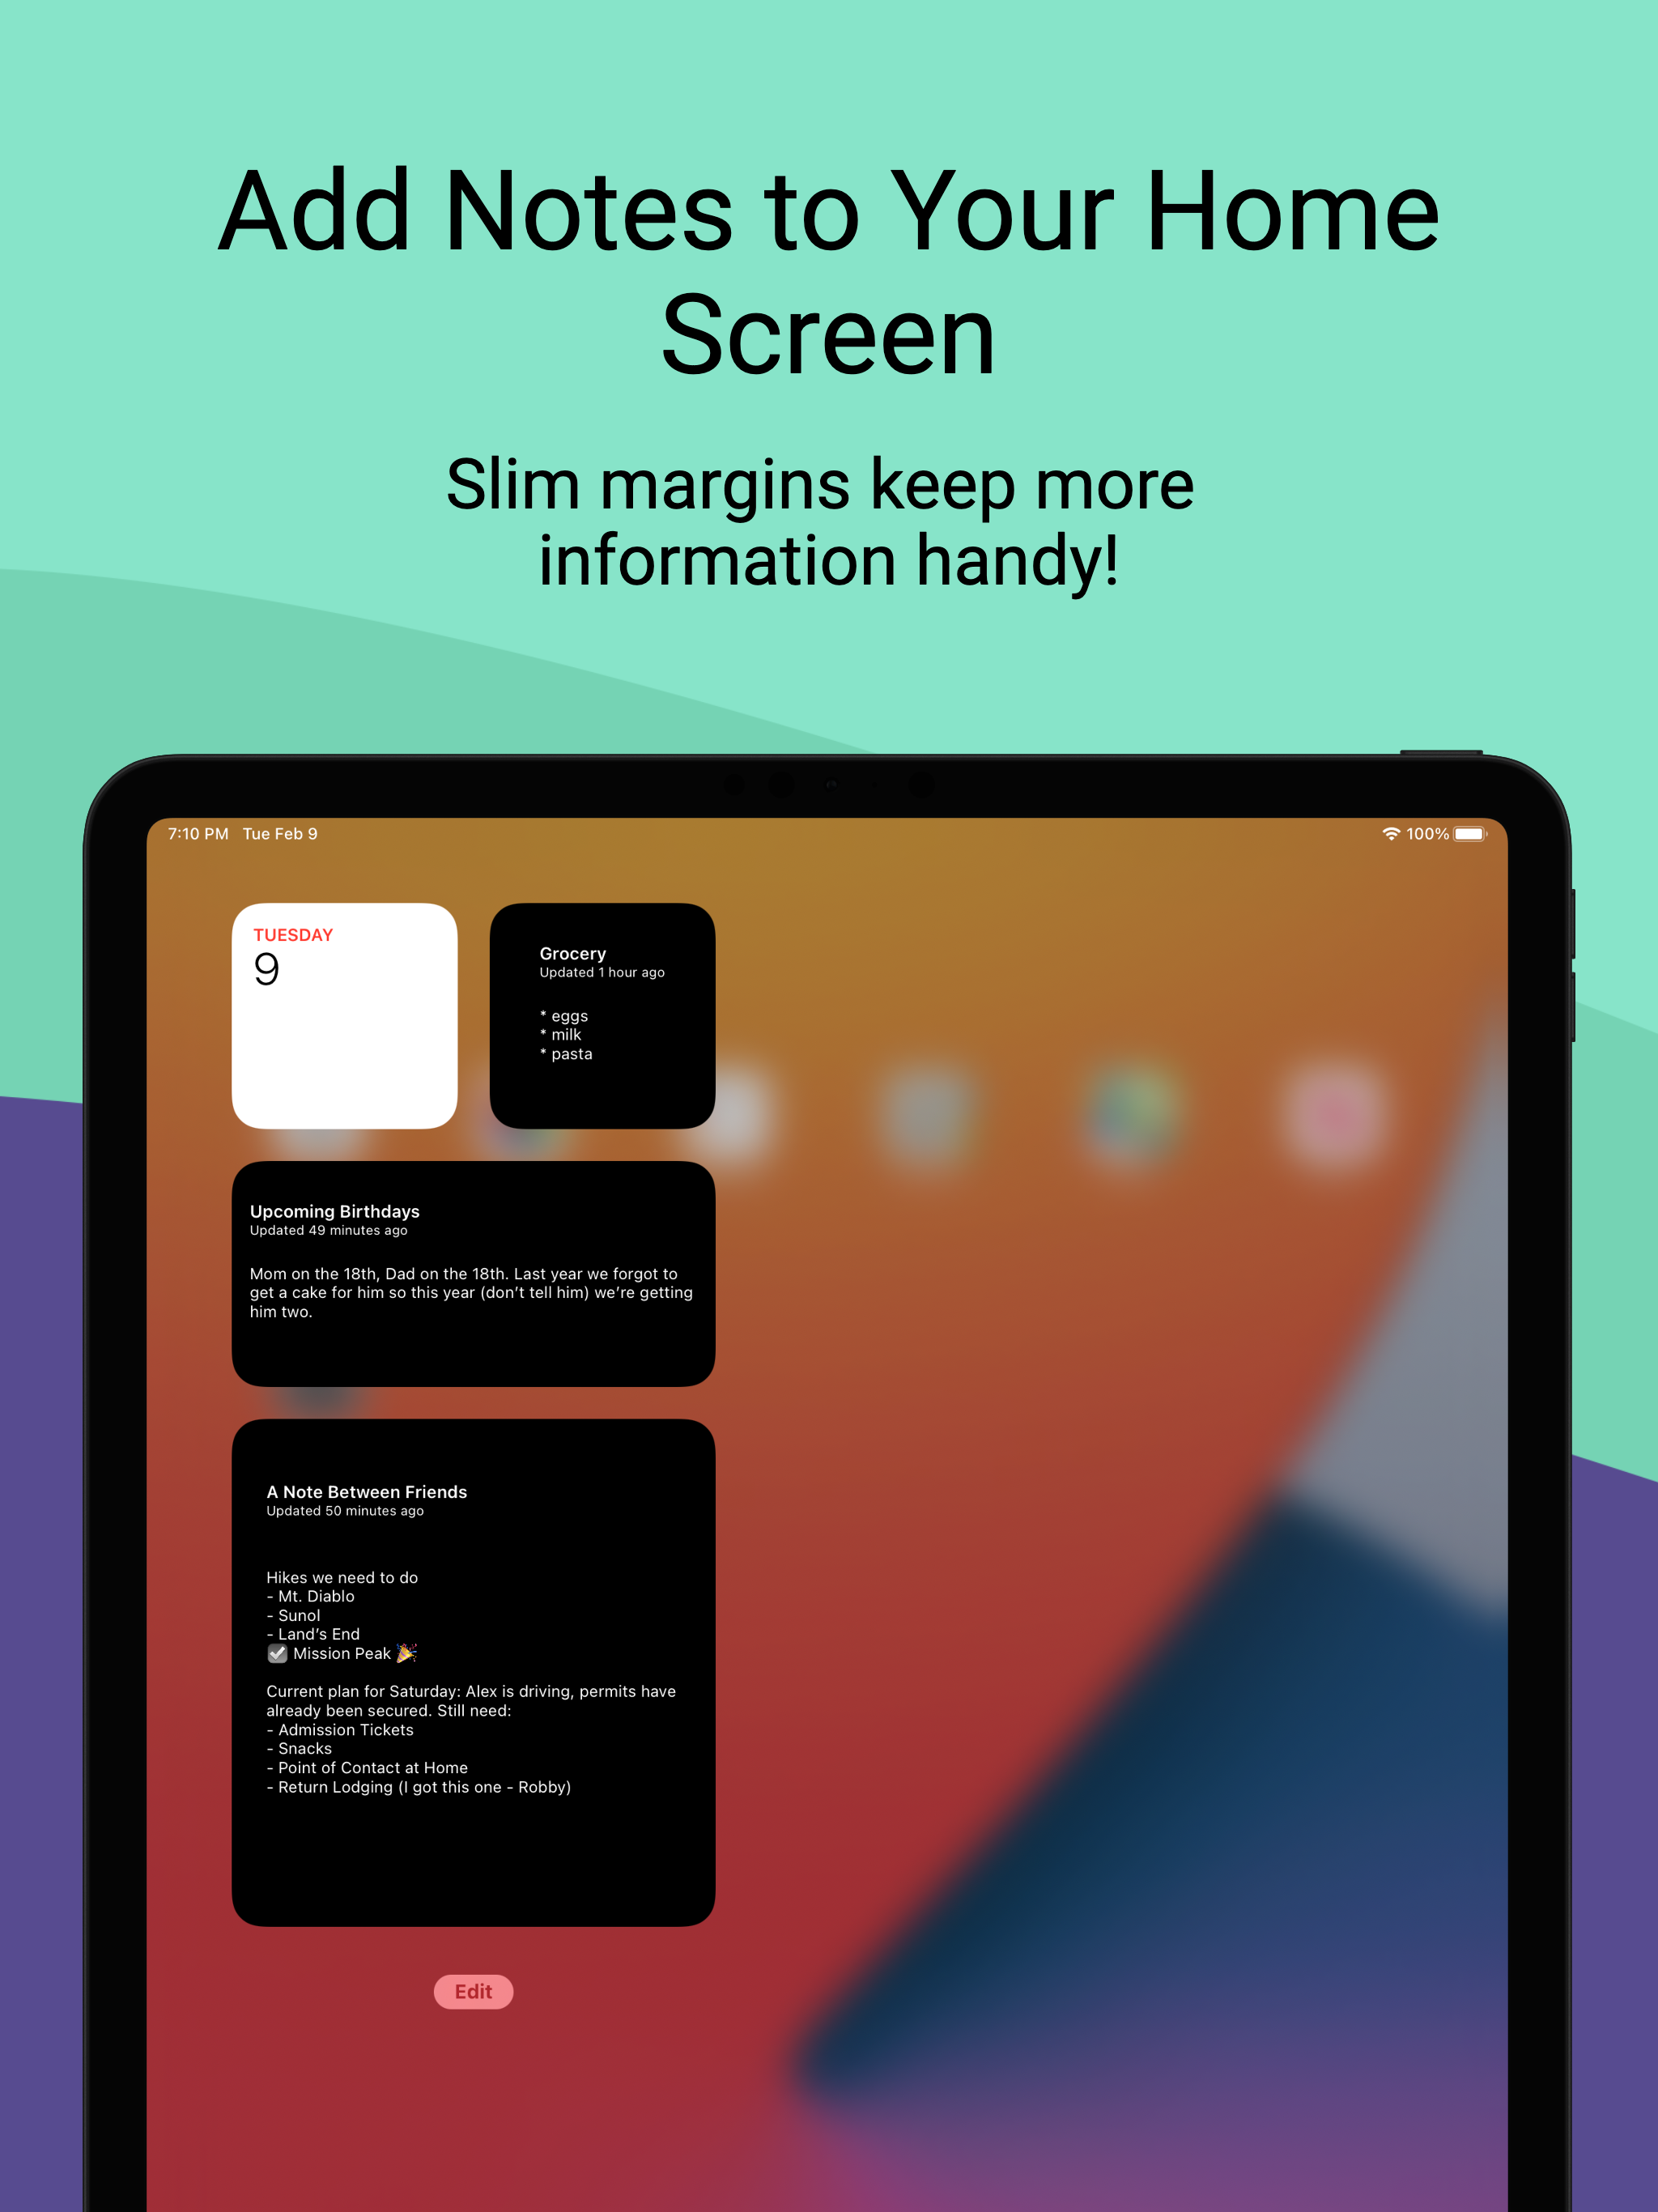 Add Notes to Your Home
Screen
Slim margins keep more
information handy!
7:10 PM Tue Feb 9
100%
TUESDAY
9
Grocery
Updated 1 hour ago
* eggs
* milk
* pasta
Upcoming Birthdays
Updated 49 minutes ago
Mom on the 18th, Dad on the 18th. Last year we forgot to
get a cake for him so this year (don’t tell him) we’re getting
him two.
A Note Between Friends
Updated 50 minutes ago
Hikes we need to do
- Mt. Diablo
- Sunol
- Land’s End
☑️ Mission Peak 🎉
Current plan for Saturday: Alex is driving, permits have
already been secured. Still need:
- Admission Tickets
- Snacks
- Point of Contact at Home
- Return Lodging (I got this one - Robby)
Edit